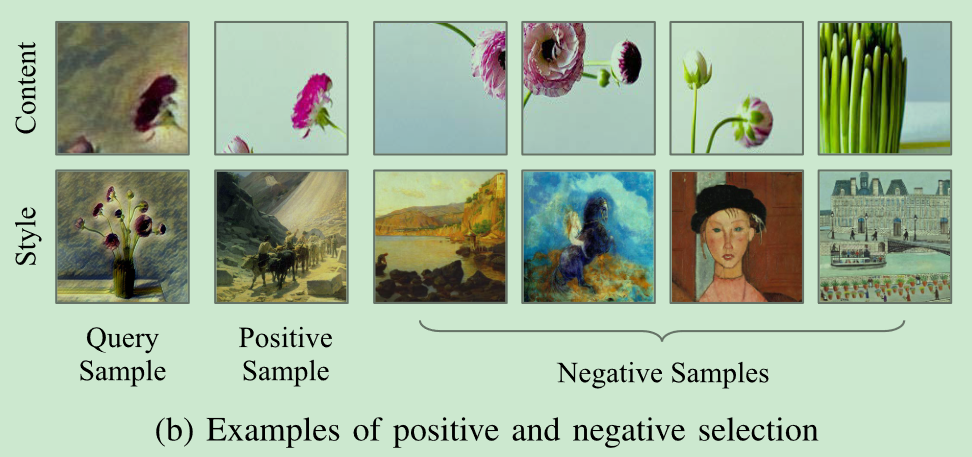 Content
Style
Query
Sample
Positive
Sample
Negative Samples
(b) Examples of positive and negative selection